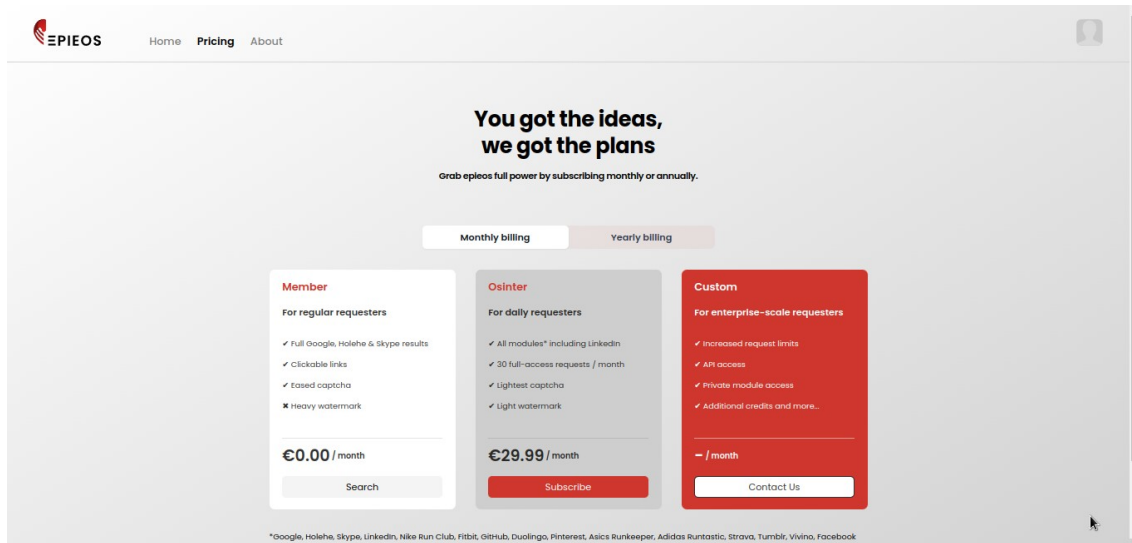 EPIEOS
Home Pricing About
You got the ideas,
we got the plans
Grab epieos full power by subscribing monthly or annually.
Monthly billing Yearly billing
Member
For regular requesters
✔ Full Google, Holehe & Skype results
✔ Clickable links
✔ Eased captcha
✖ Heavy watermark
€0.00 / month
Search
Osinter
For daily requesters
✔ All modules* including LinkedIn
✔ 30 full-access requests / month
✔ Lightest captcha
✔ Light watermark
€29.99 / month
Subscribe
Custom
For enterprise-scale requesters
✔ Increased request limits
✔ API access
✔ Private module access
✔ Additional credits and more...
– / month
Contact Us
*Google, Holehe, Skype, LinkedIn, Nike Run Club, Fitbit, GitHub, Duolingo, Pinterest, Asics Runkeeper, Adidas Runtastic, Strava, Tumblr, Vivino, Facebook